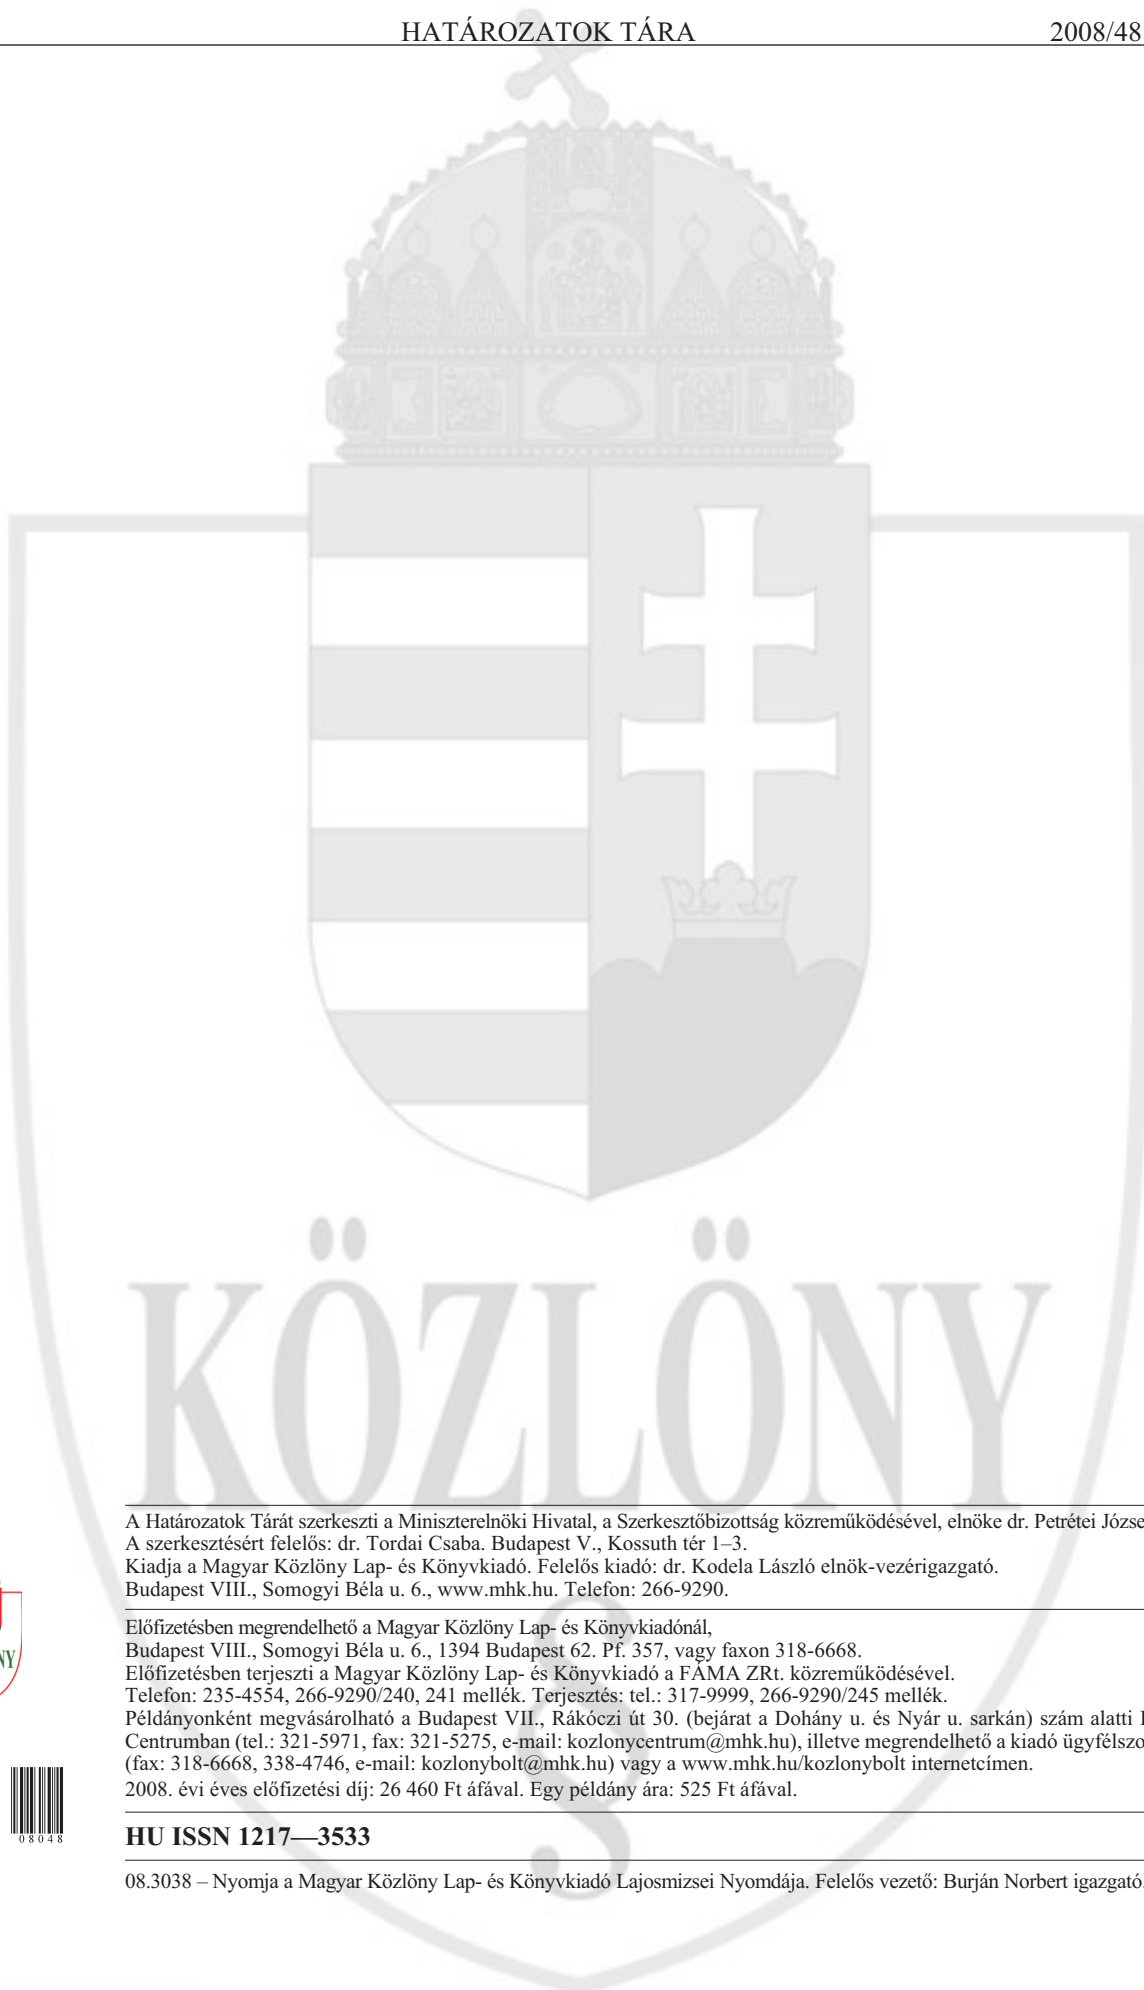 HATÁROZATOK TÁRA 2008/48
KÖZLÖNY
A Határozatok Tárát szerkeszti a Miniszterelnöki Hivatal, a Szerkesztőbizottság közreműködésével, elnöke dr. Petrétei
A szerkesztésért felelős: dr. Tordai Csaba. Budapest V., Kossuth tér 1–3.
Kiadja a Magyar Közlöny Lap- és Könyvkiadó. Felelős kiadó: dr. Kodela László elnök-vezérigazgató.
Budapest VIII., Somogyi Béla u. 6., www.mhk.hu. Telefon: 266-9290.
Előfizetésben megrendelhető a Magyar Közlöny Lap- és Könyvkiadónál,
Budapest VIII., Somogyi Béla u. 6., 1394 Budapest 62. Pf. 357, vagy faxon 318-6668.
Előfizetésben terjeszti a Magyar Közlöny Lap- és Könyvkiadó a FÁMA ZRt. közreműködésével.
Telefon: 235-4554, 266-9290/240, 241 mellék. Terjesztés: tel.: 317-9999, 266-9290/245 mellék.
Példányonként megvásárolható a Budapest VII., Rákóczi út 30. (bejárat a Dohány u. és Nyár u. sarkán) szám alatti
Centrumban (tel.: 321-5971, fax: 321-5275, e-mail: kozlonycentrum@mhk.hu), illetve megrendelhető a kiadó
(fax: 318-6668, 338-4746, e-mail: kozlonybolt@mhk.hu) vagy a www.mhk.hu/kozlonybolt internetcímen.
2008. évi éves előfizetési díj: 26 460 Ft áfával. Egy példány ára: 525 Ft áfával.
08048
HU ISSN 1217—3533
08.3038 – Nyomja a Magyar Közlöny Lap- és Könyvkiadó Lajosmizsei Nyomdája. Felelős vezető: Burján Norbert igazgató.